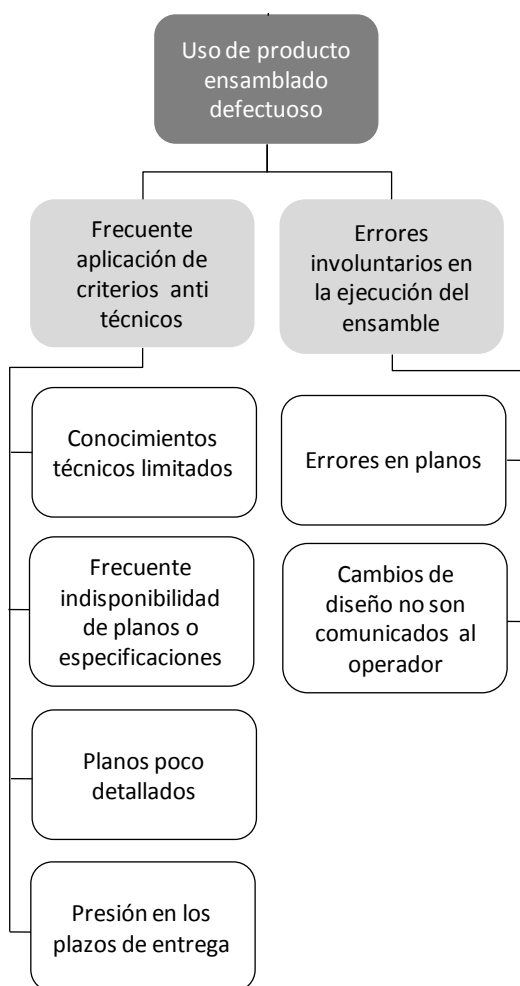 Uso de producto
ensamblado
defectuoso
Frecuente
aplicación de
criterios anti
técnicos
Errores
involuntarios en
la ejecución del
ensamble
Conocimientos
técnicos limitados
Errores en planos
Frecuente
indisponibilidad
de planos o
especificaciones
Cambios de
diseño no son
comunicados al
operador
Planos poco
detallados
Presión en los
plazos de entrega